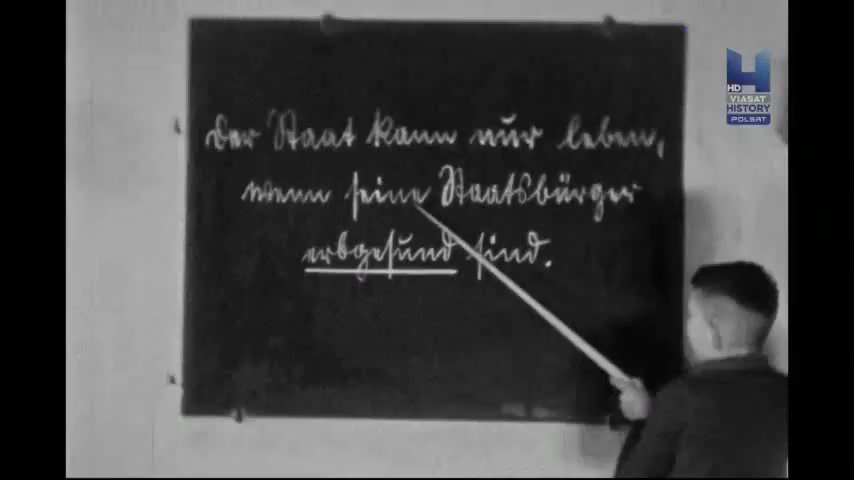 Der Staat kann nur leben,
wenn seine Staatsbürger
erbgesund sind.
HD
VIASAT
HISTORY
POLSAT